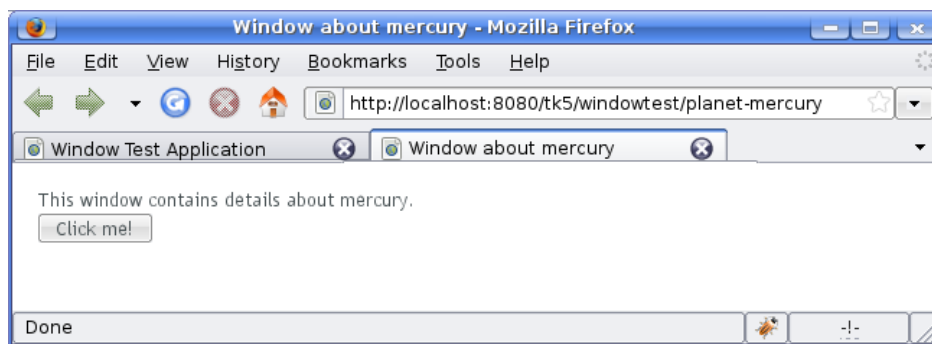 Window about mercury - Mozilla Firefox
File Edit View History Bookmarks Tools Help
http://localhost:8080/tk5/windowtest/planet-mercury
Window Test Application Window about mercury
This window contains details about mercury.
Click me!
Done -!-